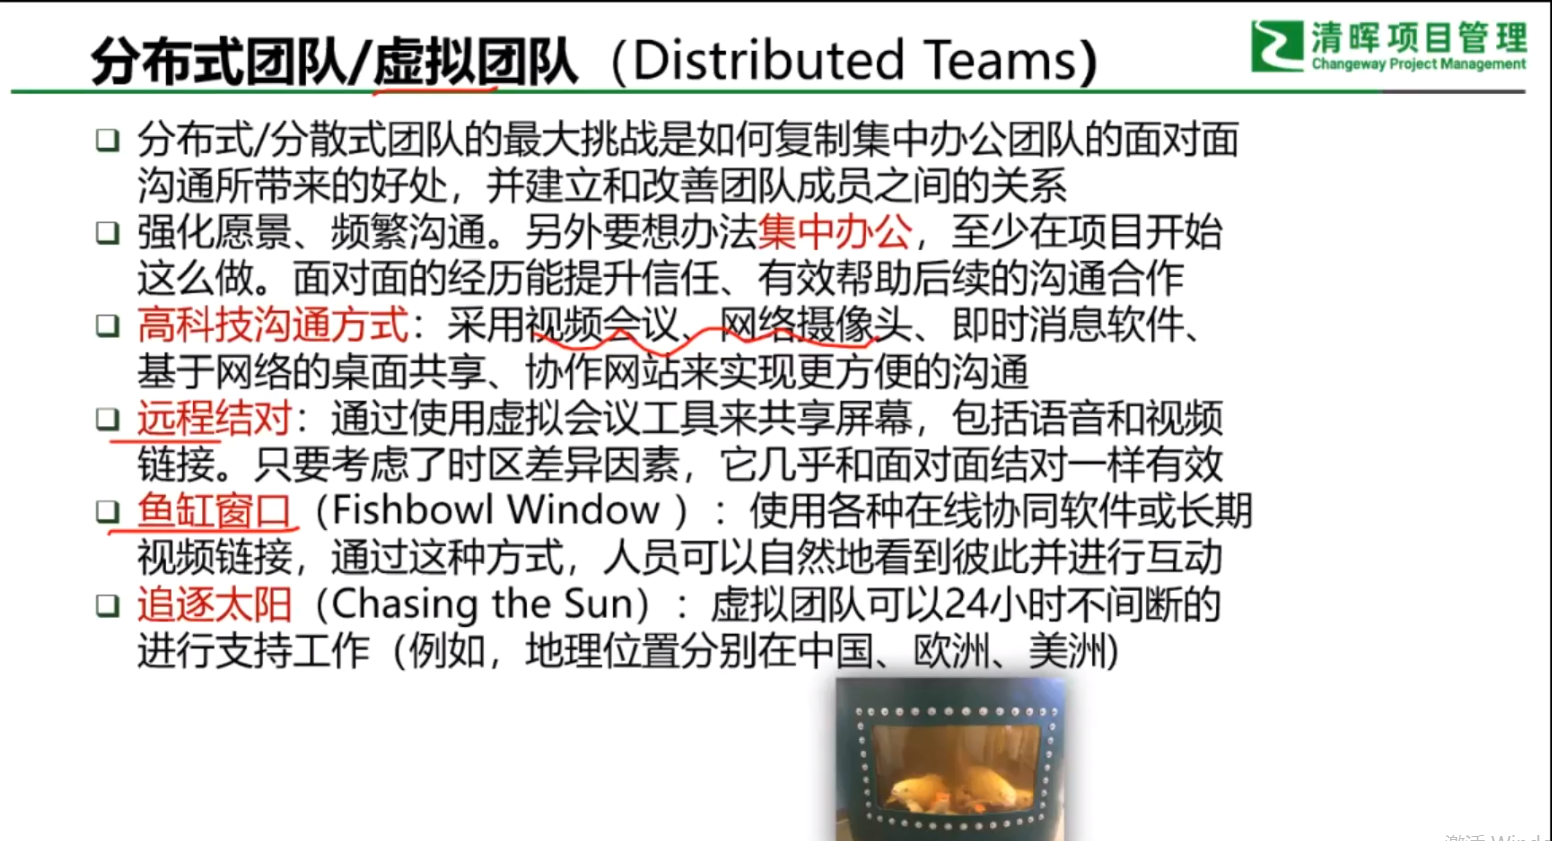 分布式团队/虚拟团队（Distributed Teams）
清晖项目管理
Changeway Project Management
分布式/分散式团队的最大挑战是如何复制集中办公团队的面对面
沟通所带来的好处，并建立和改善团队成员之间的关系
强化愿景、频繁沟通。另外要想办法集中办公，至少在项目开始
这么做。面对面的经历能提升信任、有效帮助后续的沟通合作
高科技沟通方式：采用视频会议、网络摄像头、即时消息软件、
基于网络的桌面共享、协作网站来实现更方便的沟通
远程结对：通过使用虚拟会议工具来共享屏幕，包括语音和视频
链接。只要考虑了时区差异因素，它几乎和面对面结对一样有效
鱼缸窗口（Fishbowl Window ）：使用各种在线协同软件或长期
视频链接，通过这种方式，人员可以自然地看到彼此并进行互动
追逐太阳（Chasing the Sun）：虚拟团队可以24小时不间断的
进行支持工作（例如，地理位置分别在中国、欧洲、美洲)